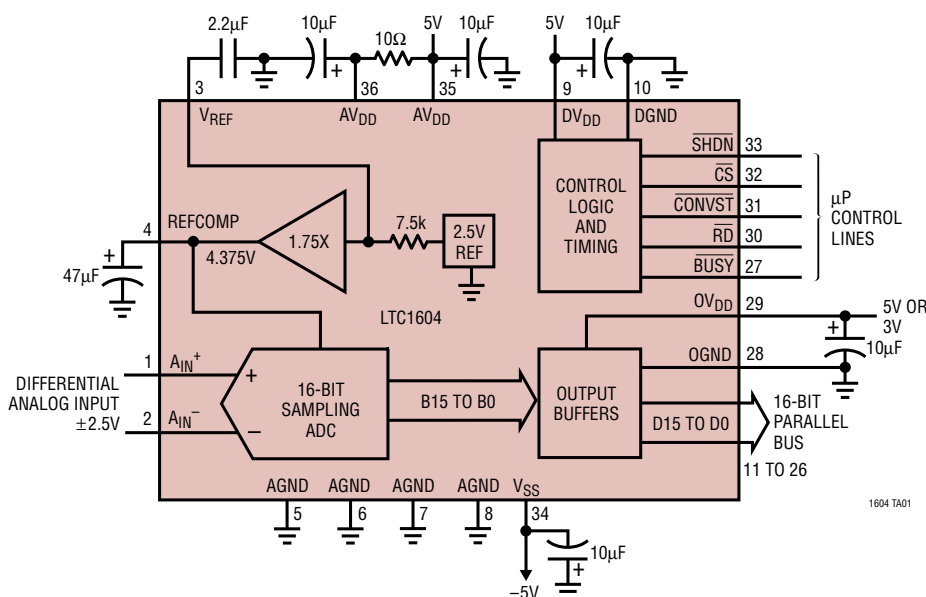 2.2µF
10µF
10Ω
5V
10µF
5V
10µF
3
36
35
9
10
VREF
AVDD
AVDD
DVDD
DGND
SHDN
33
CS
32
CONVST
31
RD
30
BUSY
27
µP
CONTROL
LINES
CONTROL
LOGIC
AND
TIMING
4
REFCOMP
4.375V
1.75X
7.5k
2.5V
REF
+
47µF
LTC1604
OVDD
29
5V OR
3V
+
10µF
OGND
28
1
AIN+
DIFFERENTIAL
ANALOG INPUT
±2.5V
2
AIN−
+
−
16-BIT
SAMPLING
ADC
B15 TO B0
OUTPUT
BUFFERS
D15 TO D0
16-BIT
PARALLEL
BUS
11 TO 26
AGND
AGND
AGND
AGND
VSS
5
6
7
8
34
10µF
+
–5V
+
+
+
1604 TA01